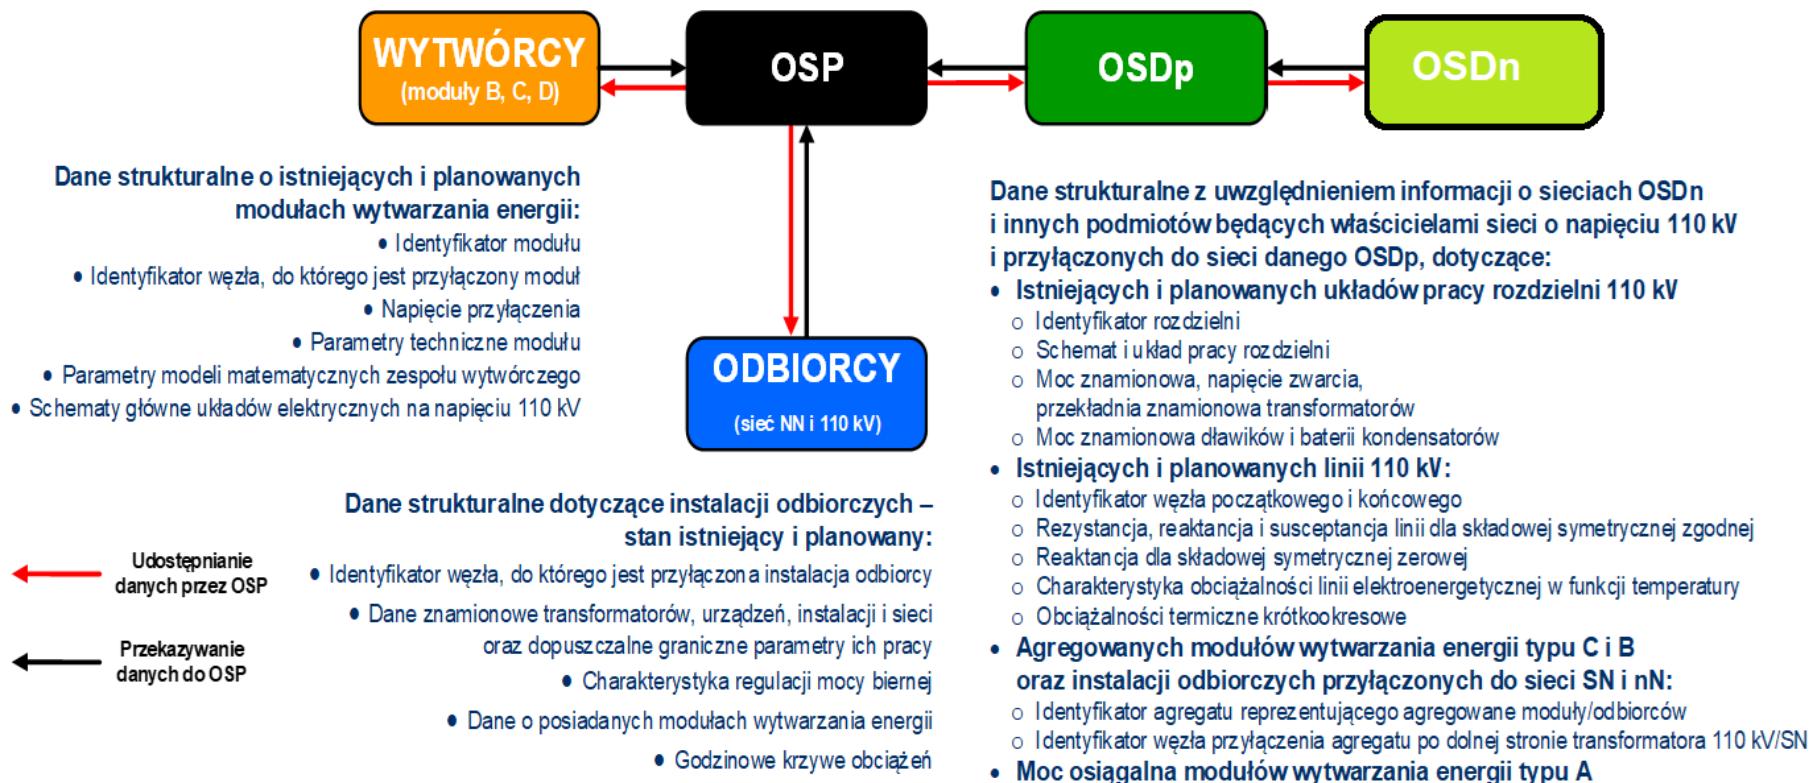 WYTWÓRCY
(moduły B, C, D)
OSP
OSDp
OSDn
Dane strukturalne o istniejących i planowanych
modułach wytwarzania energii:
• Identyfikator modułu
• Identyfikator węzła, do którego jest przyłączony moduł
• Napięcie przyłączenia
• Parametry techniczne modułu
• Parametry modeli matematycznych zespołu wytwórczego
• Schematy główne układów elektrycznych na napięciu 110 kV
ODBIORCY
(sieć NN i 110 kV)
Dane strukturalne dotyczące instalacji odbiorczych –
stan istniejący i planowany:
• Identyfikator węzła, do którego jest przyłączona instalacja odbiorcy
• Dane znamionowe transformatorów, urządzeń, instalacji i sieci
oraz dopuszczalne graniczne parametry ich pracy
• Charakterystyka regulacji mocy biernej
• Dane o posiadanych modułach wytwarzania energii
• Godzinowe krzywe obciążeń
Udostępnianie
danych przez OSP
Przekazywanie
danych do OSP
Dane strukturalne z uwzględnieniem informacji o sieciach OSDn
i innych podmiotów będących właścicielami sieci o napięciu 110 kV
i przyłączonych do sieci danego OSDp, dotyczące:
• Istniejących i planowanych układów pracy rozdzielni 110 kV
o Identyfikator rozdzielni
o Schemat i układ pracy rozdzielni
o Moc znamionowa, napięcie zwarcia,
przekładnia znamionowa transformatorów
o Moc znamionowa dławików i baterii kondensatorów
• Istniejących i planowanych linii 110 kV:
o Identyfikator węzła początkowego i końcowego
o Rezystancja, reaktancja i susceptancja linii dla składowej symetrycznej zgodnej
o Reaktancja dla składowej symetrycznej zerowej
o Charakterystyka obciążalności linii elektroenergetycznej w funkcji temperatury
o Obciążalności termiczne krótkookresowe
• Agregowanych modułów wytwarzania energii typu C i B
oraz instalacji odbiorczych przyłączonych do sieci SN i nN:
o Identyfikator agregatu reprezentującego agregowane moduły/odbiorców
o Identyfikator węzła przyłączenia agregatu po dolnej stronie transformatora 110 kV/SN
• Moc osiągalna modułów wytwarzania energii typu A